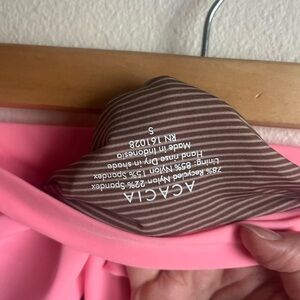 ACACIA
78% Recycled Nylon 22% Spandex
Lining: 85% Nylon 15% Spandex
Hand rinse Dry in shade
Made in Indonesia
RN 161028
S